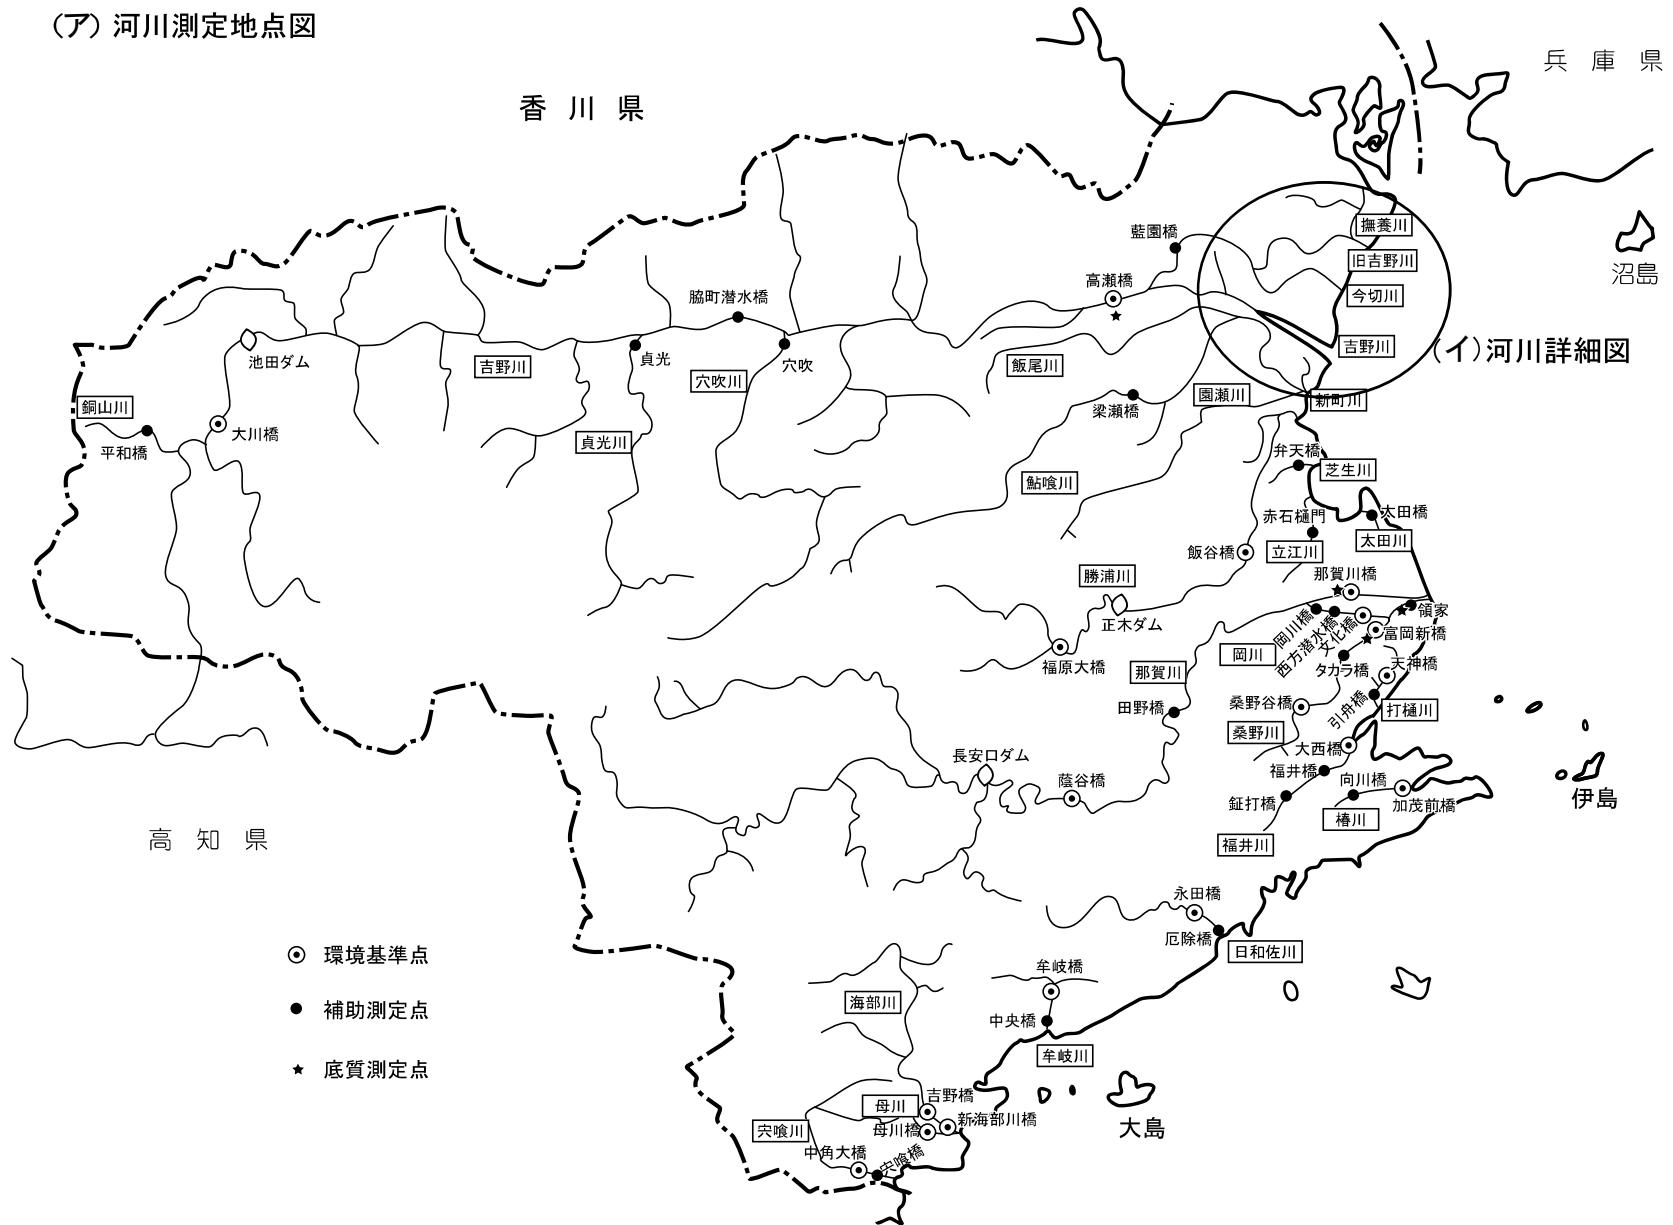 (ア) 河川測定地点図
兵庫県
香川県
撫養川
藍園橋
旧吉野川
沼島
高瀬橋
今切川
脇町潜水橋
吉野川
(イ) 河川詳細図
池田ダム
吉野川
貞光
穴吹
飯尾川
穴吹川
園瀬川
新町川
銅山川
梁瀬橋
大川橋
貞光川
平和橋
弁天橋
芝生川
鮎喰川
赤石樋門
太田橋
太田川
飯谷橋
立江川
勝浦川
那賀川橋
正木ダム
岡川橋
西方潜水橋
文化橋
領家
富岡新橋
岡川
福原大橋
那賀川
タカラ橋
天神橋
田野橋
桑野谷橋
引舟橋
打樋川
桑野川
大西橋
長安口ダム
蔭谷橋
福井橋
向川橋
鉦打橋
加茂前橋
伊島
椿川
福井川
高知県
永田橋
厄除橋
日和佐川
環境基準点
牟岐橋
海部川
補助測定点
中央橋
牟岐川
底質測定点
吉野橋
母川
新海部川橋
大島
宍喰川
母川橋
中角大橋
宍喰橋